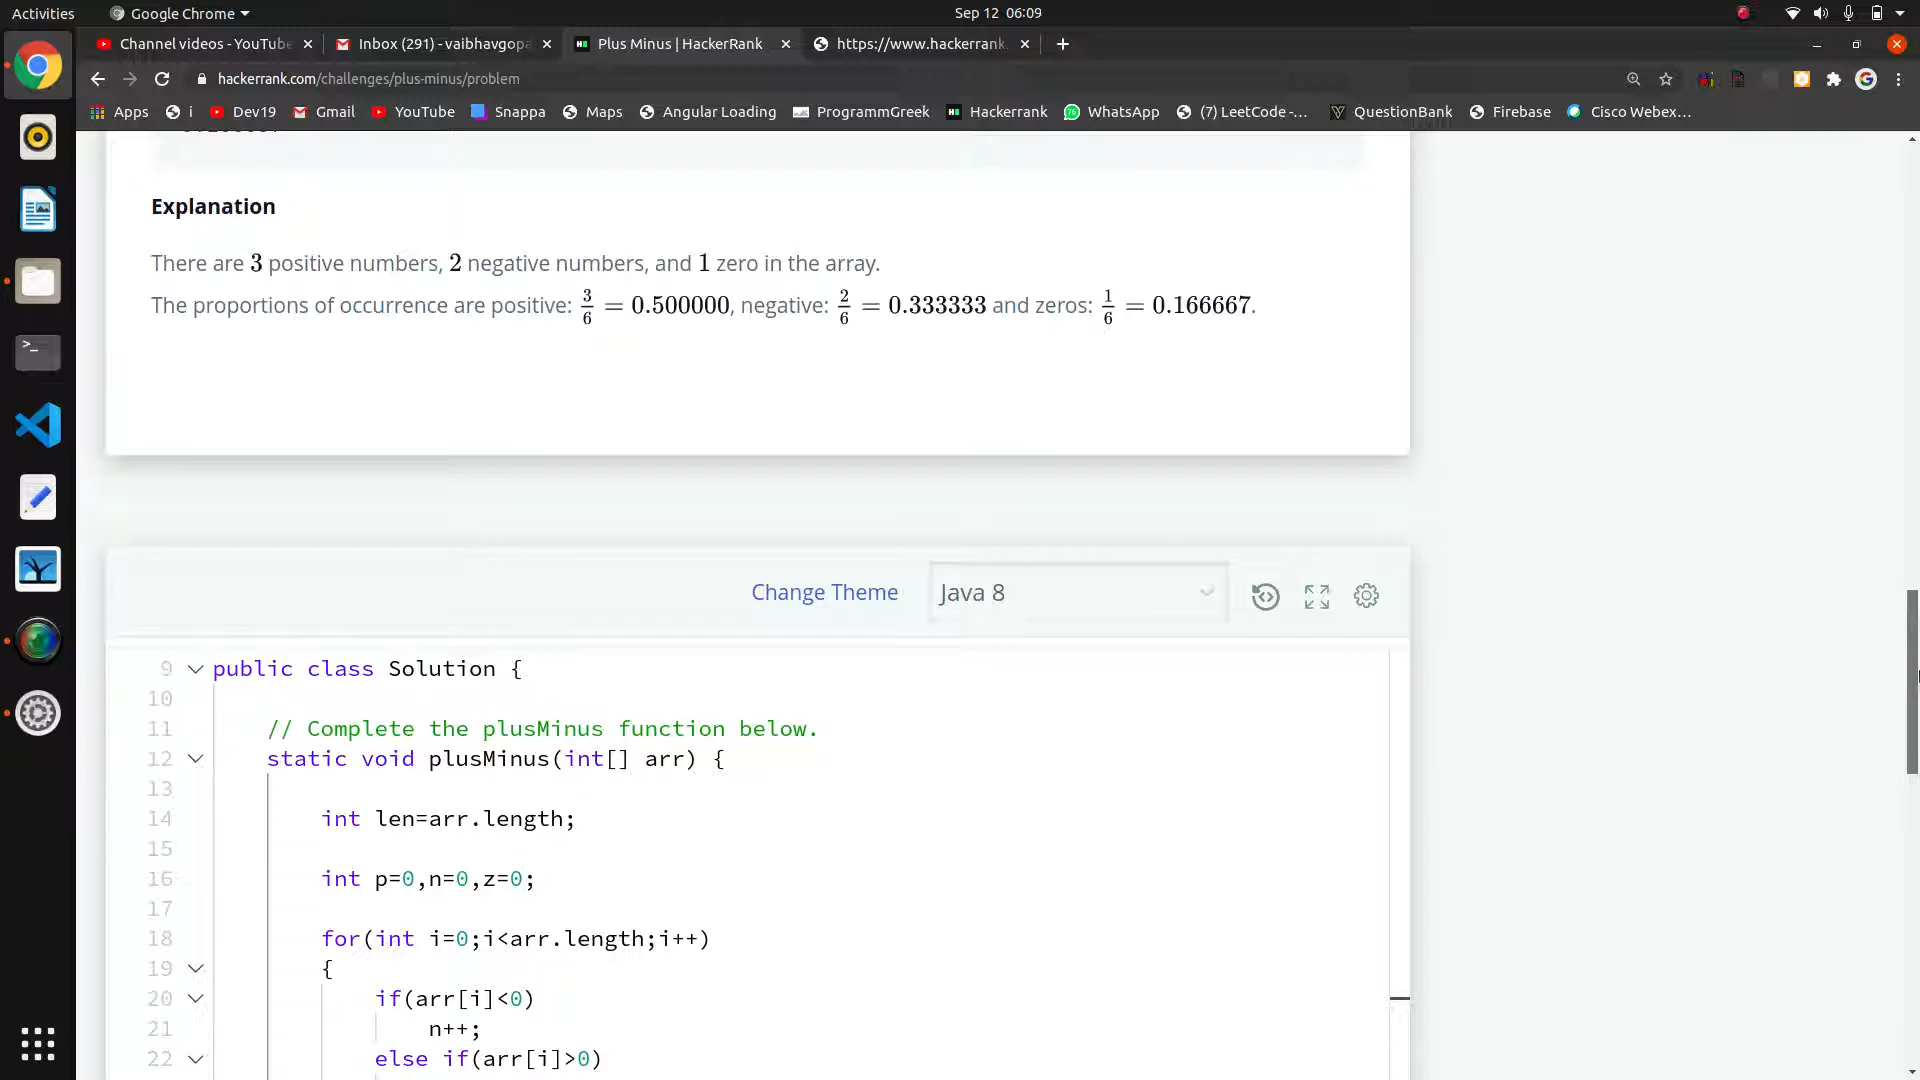 Activities
Google Chrome
Sep 12 06:09
Channel videos - YouTube
Inbox (291) - vaibhavgopa
Plus Minus | HackerRank
https://www.hackerrank.
hackerrank.com/challenges/plus-minus/problem
Apps
i
Dev19
Gmail
YouTube
Snappa
Maps
Angular Loading
ProgrammGreek
Hackerrank
WhatsApp
(7) LeetCode -...
QuestionBank
Firebase
Cisco Webex...
Explanation
There are 3 positive numbers, 2 negative numbers, and 1 zero in the array.
The proportions of occurrence are positive: 3/6 = 0.500000, negative: 2/6 = 0.333333 and zeros: 1/6 = 0.166667.
Change Theme
Java 8
9 public class Solution {
10
11 // Complete the plusMinus function below.
12 static void plusMinus(int[] arr) {
13
14 int len=arr.length;
15
16 int p=0,n=0,z=0;
17
18 for(int i=0;i<arr.length;i++)
19 {
20 if(arr[i]<0)
21 n++;
22 else if(arr[i]>0)